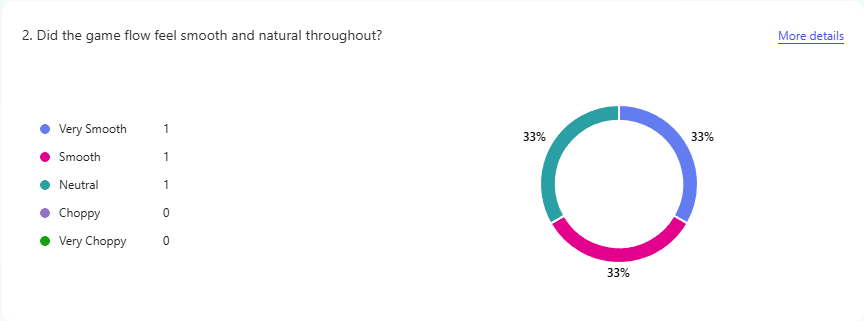 2. Did the game flow feel smooth and natural throughout?
More details
Very Smooth 1
Smooth 1
Neutral 1
Choppy 0
Very Choppy 0
33%
33%
33%